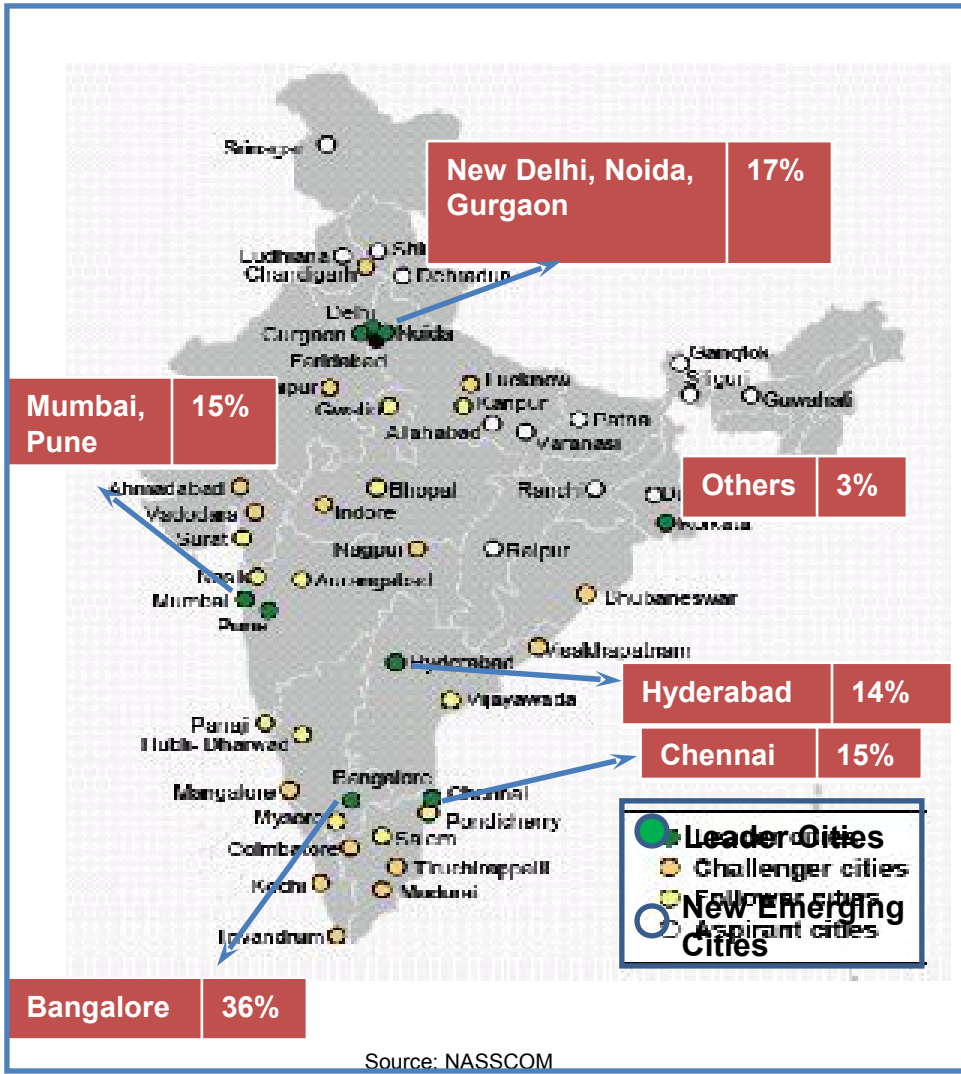 Srinagar
New Delhi, Noida,
Gurgaon
17%
Ludhiana
Chandigarh
Dehradun
Delhi
Gurgaon
Noida
Faridabad
Gangtok
Siliguri
Guwahati
Lucknow
Kanpur
Allahabad
Patna
Varanasi
Mumbai,
Pune
15%
Ahmadabad
Vadodara
Surat
Bhopal
Indore
Ranchi
Others
3%
Kolkata
Nagpur
Raipur
Aurangabad
Mumbai
Pune
Bhubaneswar
Visakhapatnam
Hyderabad
Hyderabad
14%
Vijayawada
Panaji
Hubli- Dharwad
Chennai
15%
Bangalore
Chennai
Mangalore
Mysore
Pondicherry
Salem
Coimbatore
Tiruchirappalli
Kochi
Madurai
Trivandrum
Leader Cities
Challenger cities
Follower cities
New Emerging
Cities
Aspirant cities
Bangalore
36%
Source: NASSCOM